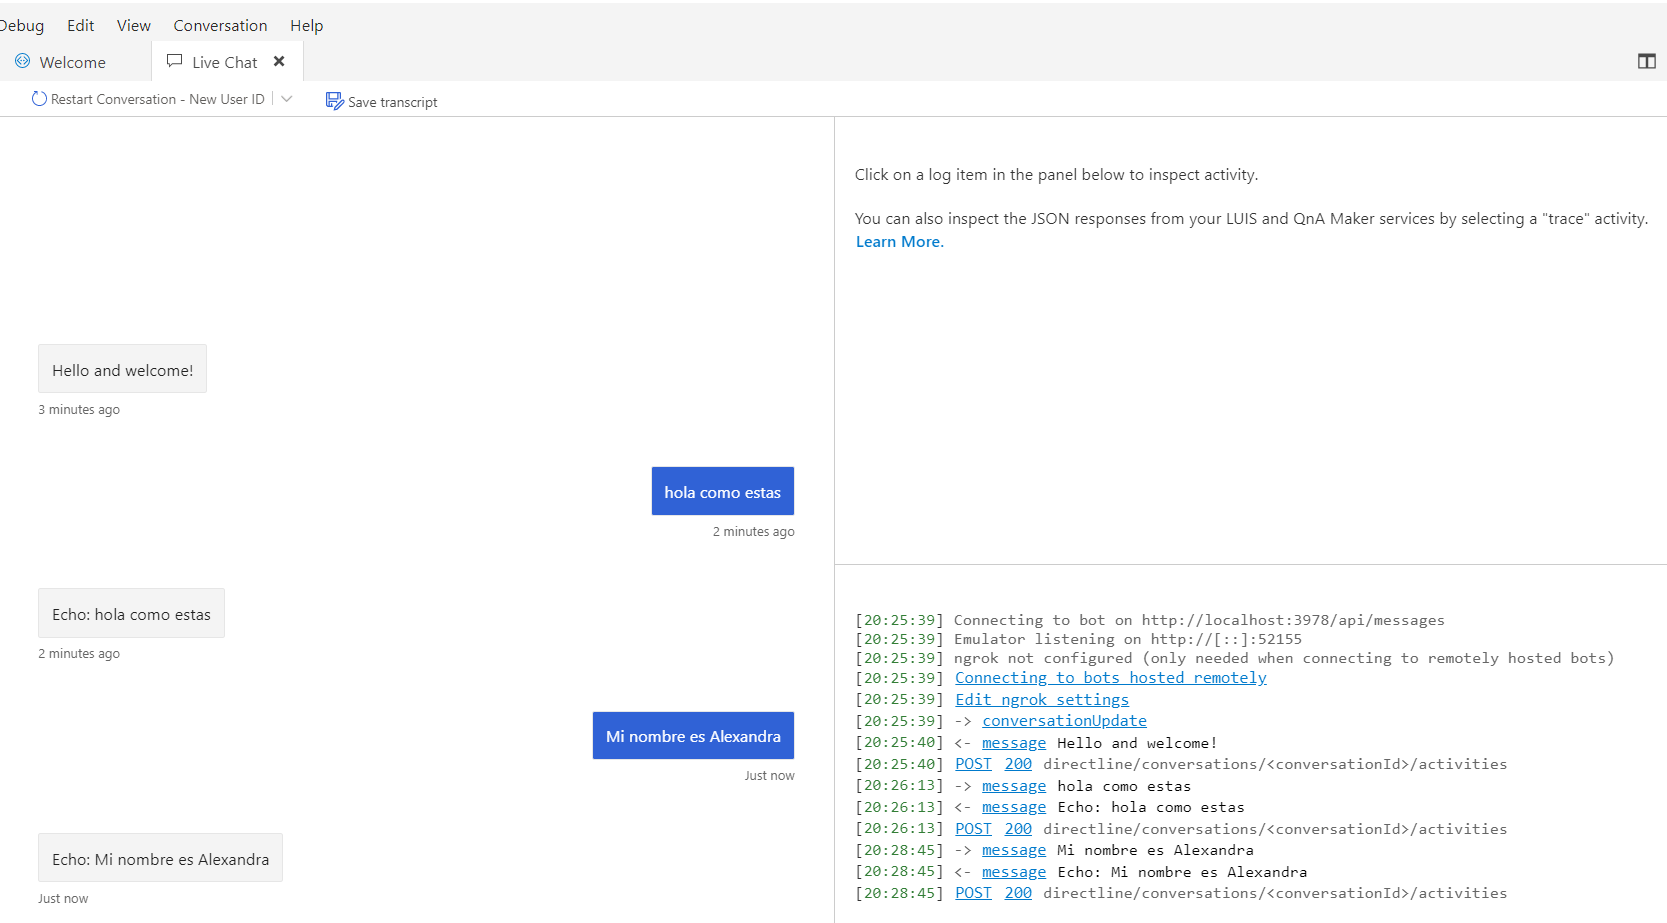 Debug Edit View Conversation Help
Welcome Live Chat
Restart Conversation - New User ID Save transcript
Hello and welcome!
3 minutes ago
hola como estas
2 minutes ago
Echo: hola como estas
2 minutes ago
Mi nombre es Alexandra
Just now
Echo: Mi nombre es Alexandra
Just now
Click on a log item in the panel below to inspect activity.
You can also inspect the JSON responses from your LUIS and QnA Maker services by selecting a "trace" activity.
Learn More.
[20:25:39] Connecting to bot on http://localhost:3978/api/messages
[20:25:39] Emulator listening on http://[::]:52155
[20:25:39] ngrok not configured (only needed when connecting to remotely hosted bots)
[20:25:39] Connecting to bots hosted remotely
[20:25:39] Edit ngrok settings
[20:25:39] -> conversationUpdate
[20:25:40] <- message Hello and welcome!
[20:25:40] POST 200 directline/conversations/<conversationId>/activities
[20:26:13] -> message hola como estas
[20:26:13] <- message Echo: hola como estas
[20:26:13] POST 200 directline/conversations/<conversationId>/activities
[20:28:45] -> message Mi nombre es Alexandra
[20:28:45] <- message Echo: Mi nombre es Alexandra
[20:28:45] POST 200 directline/conversations/<conversationId>/activities